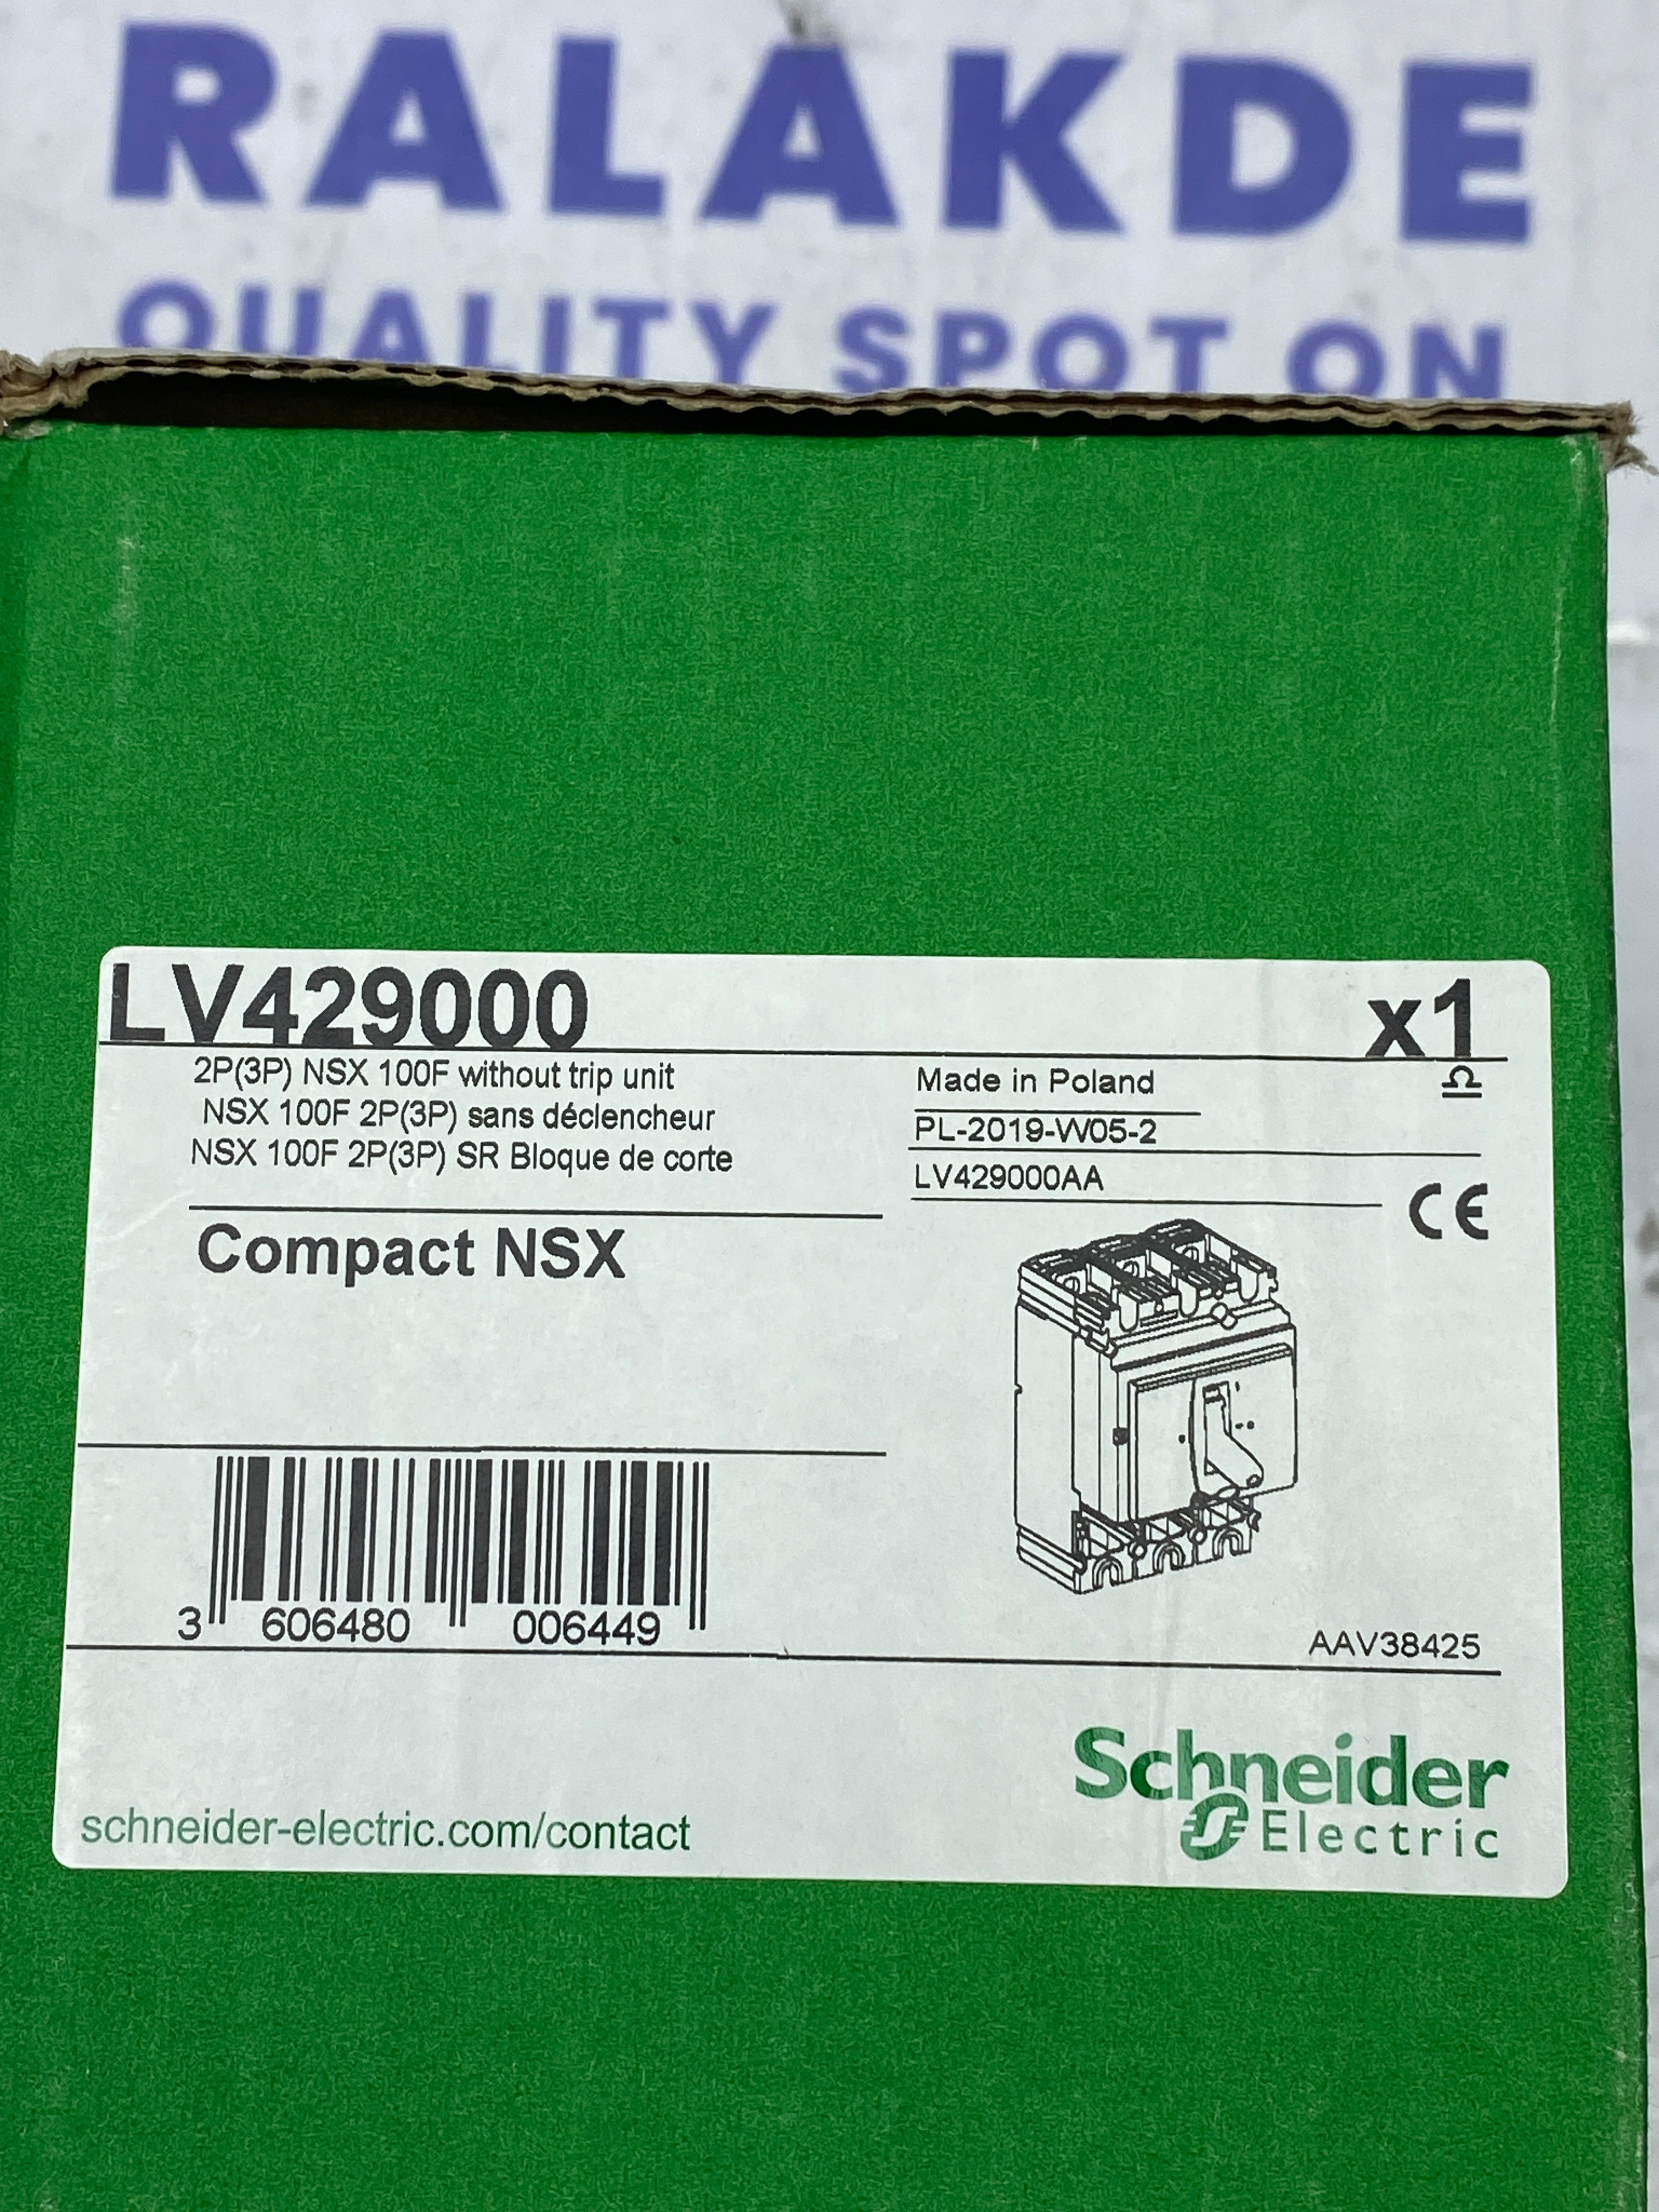 RALAKDE
QUALITY SPOT ON
LV429000 x1
2P(3P) NSX 100F without trip unit
NSX 100F 2P(3P) sans déclencheur
NSX 100F 2P(3P) SR Bloque de corte
Made in Poland
PL-2019-W05-2
LV429000AA
CE
Compact NSX
3 606480 006449
AAV38425
schneider-electric.com/contact
Schneider
Electric